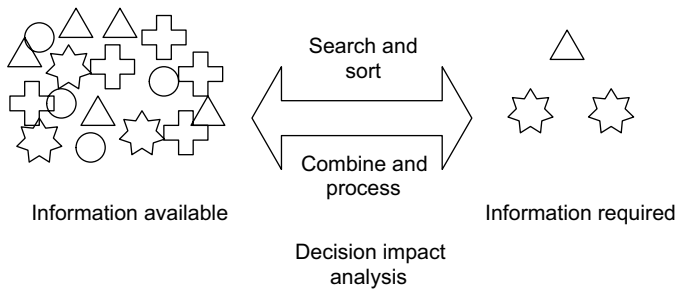 Search and
sort
Combine and
process
Information available
Information required
Decision impact
analysis